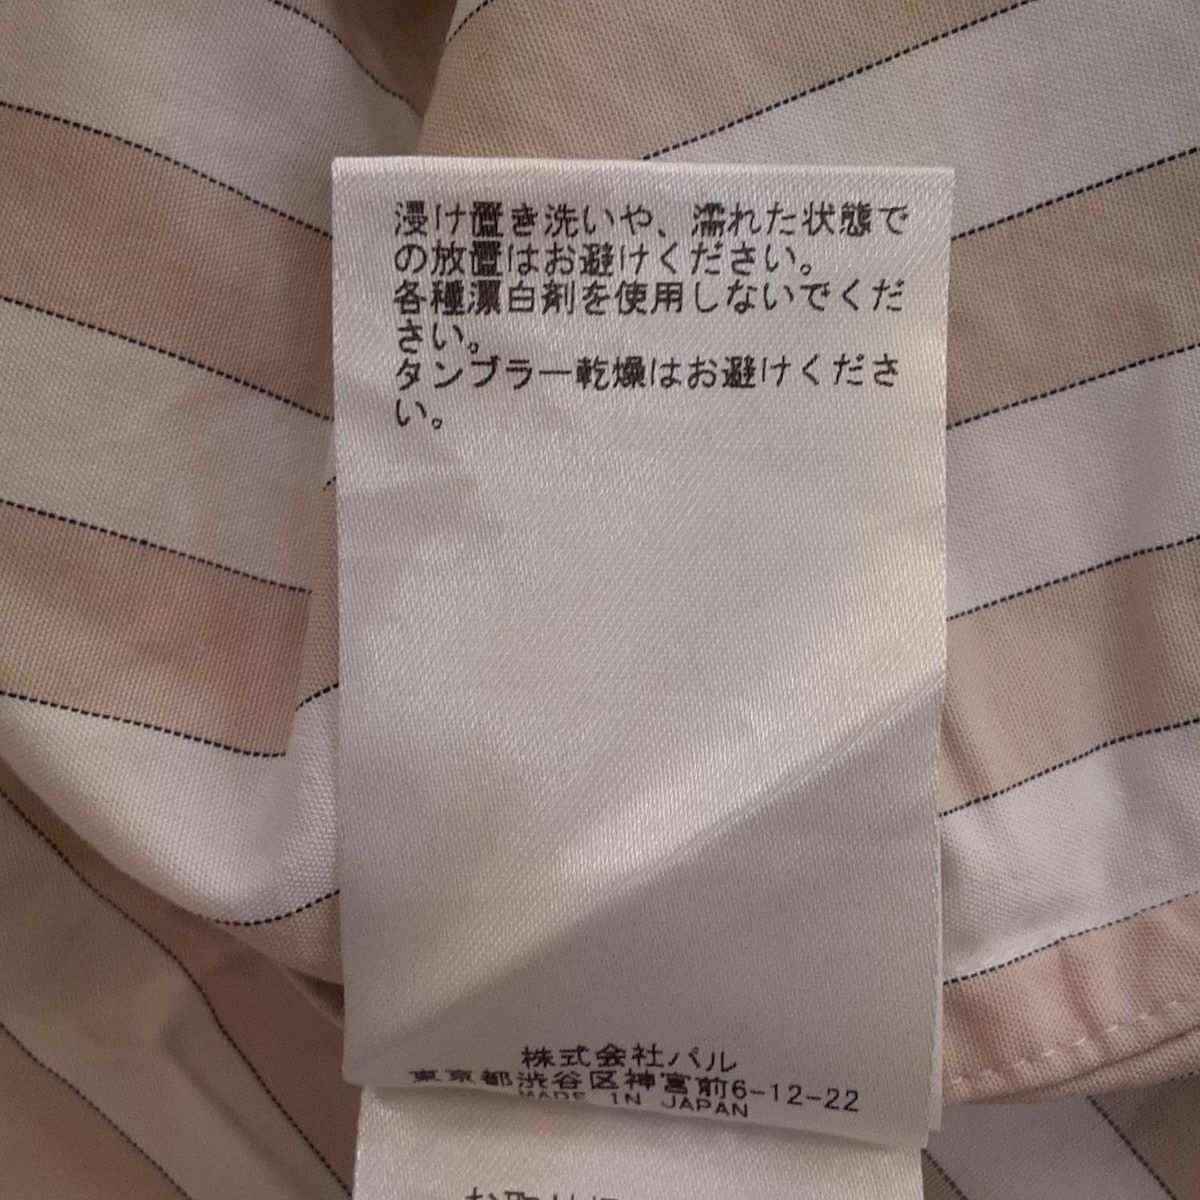 浸け置き洗いや、濡れた状態で
の放置はお避けください。
各種漂白剤を使用しないでくだ
さい。
タンブラー乾燥はお避けくださ
い。
株式会社パル
東京都渋谷区神宮前6-12-22
MADE IN JAPAN